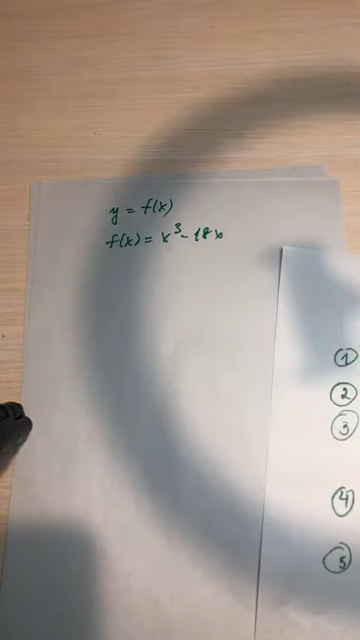 y = f(x)
f(x) = x³ - 18x
①
②
③
④
⑤